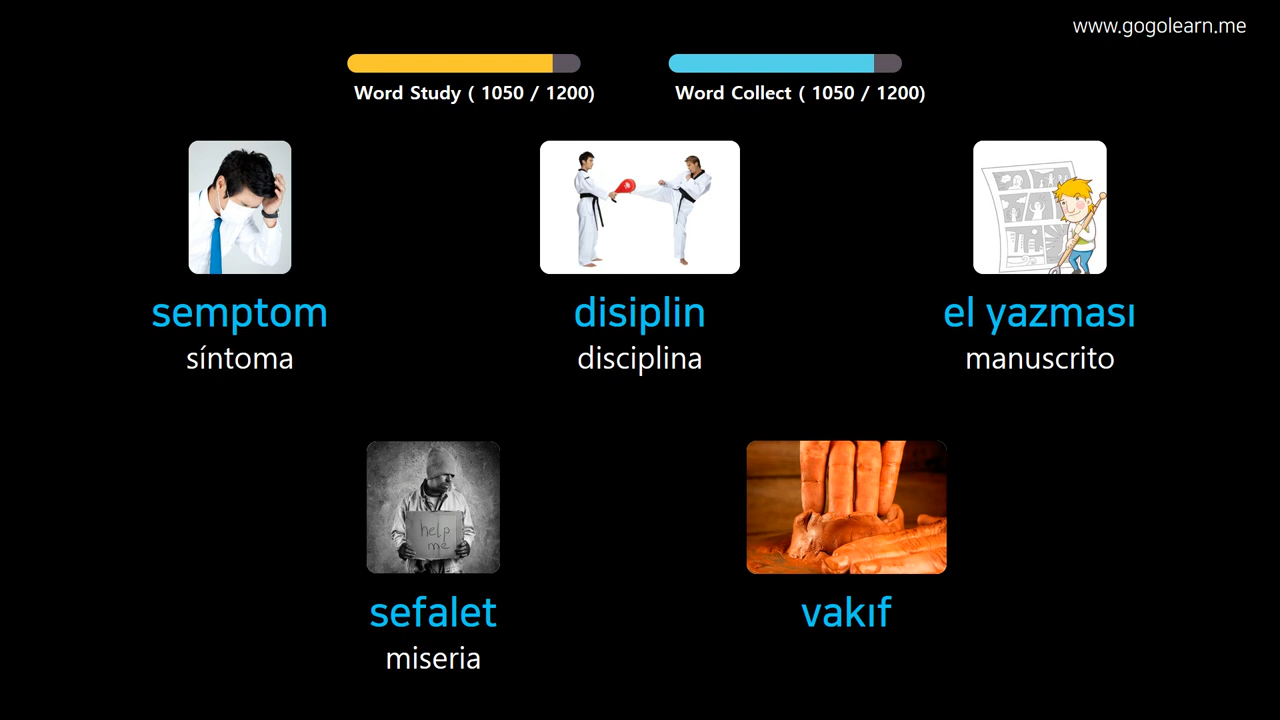 www.gogolearn.me
Word Study ( 1050 / 1200)
Word Collect ( 1050 / 1200)
semptom
síntoma
disiplin
disciplina
el yazması
manuscrito
help
me
sefalet
miseria
vakıf